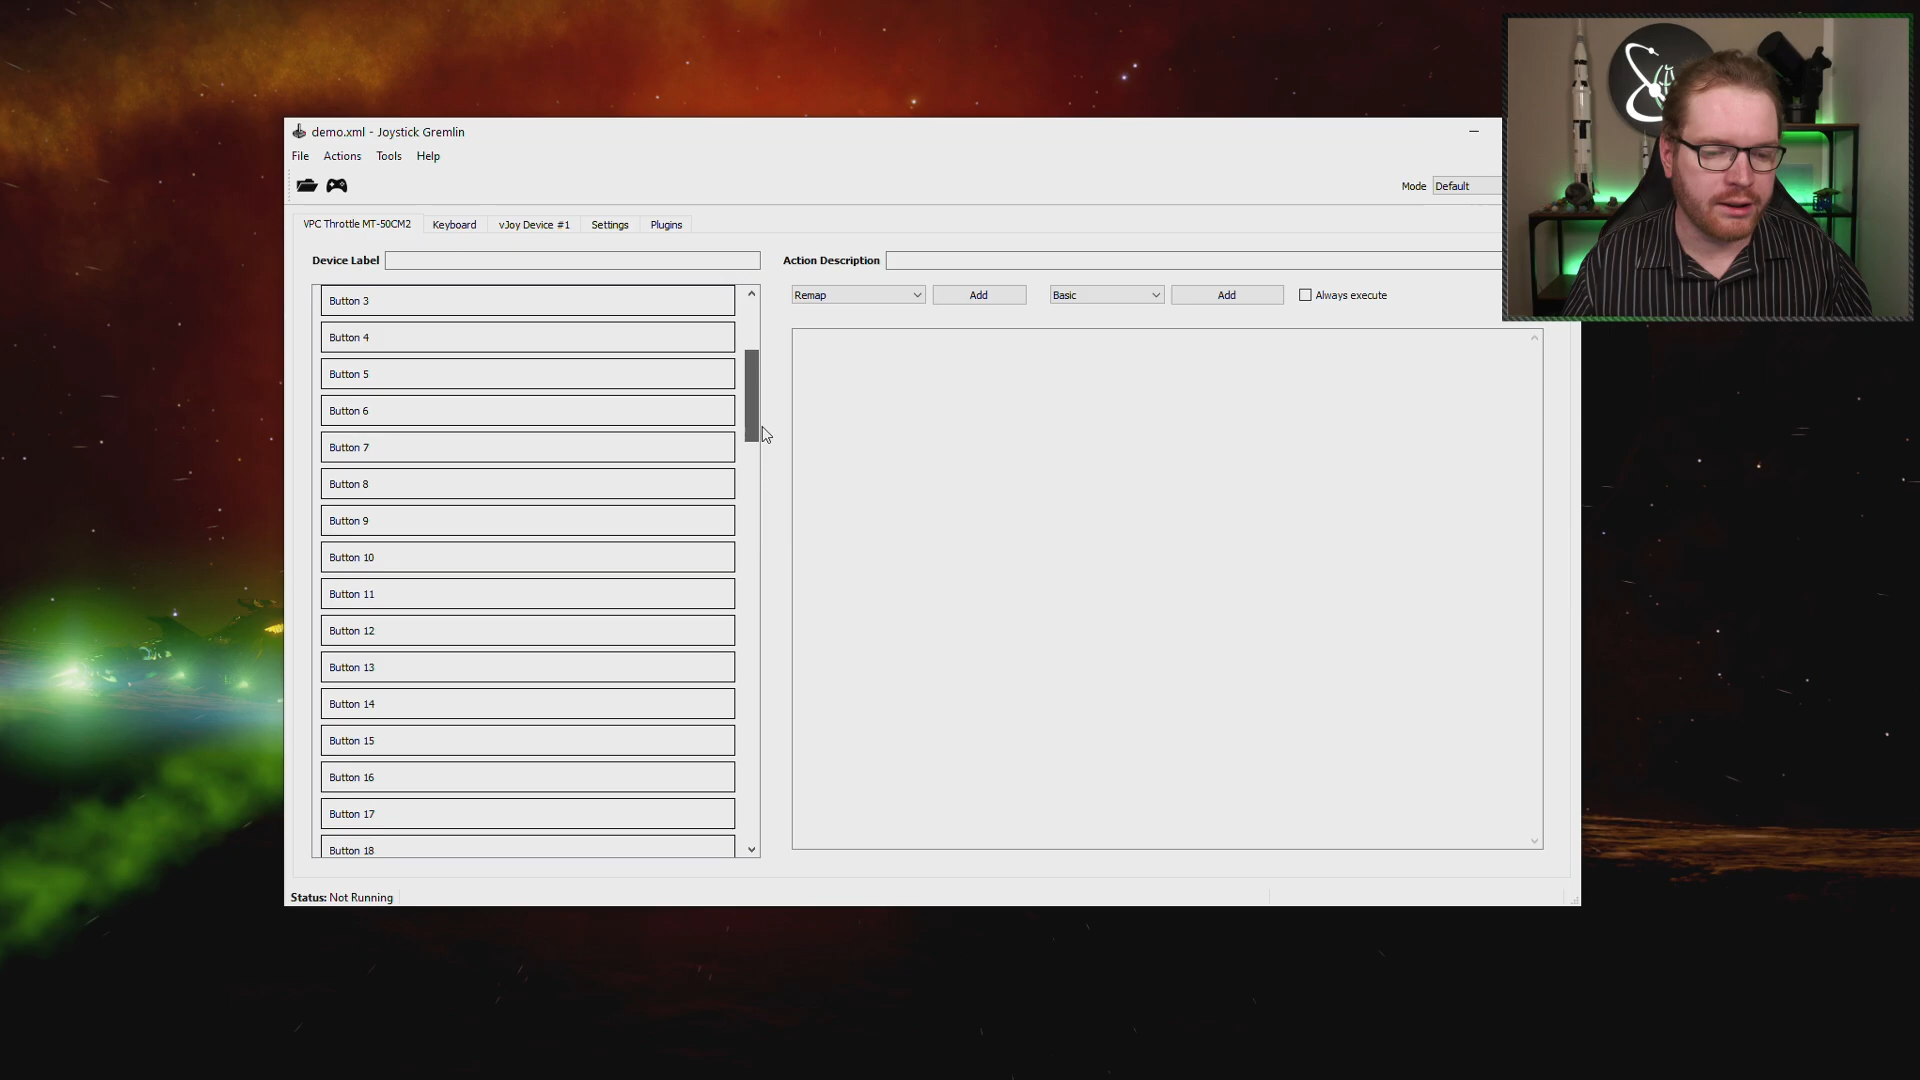 demo.xml - Joystick Gremlin
File Actions Tools Help
Mode Default
VPC Throttle MT-50CM2 Keyboard vJoy Device #1 Settings Plugins
Device Label Action Description
Remap Add Basic Add Always execute
Button 3
Button 4
Button 5
Button 6
Button 7
Button 8
Button 9
Button 10
Button 11
Button 12
Button 13
Button 14
Button 15
Button 16
Button 17
Button 18
Status: Not Running